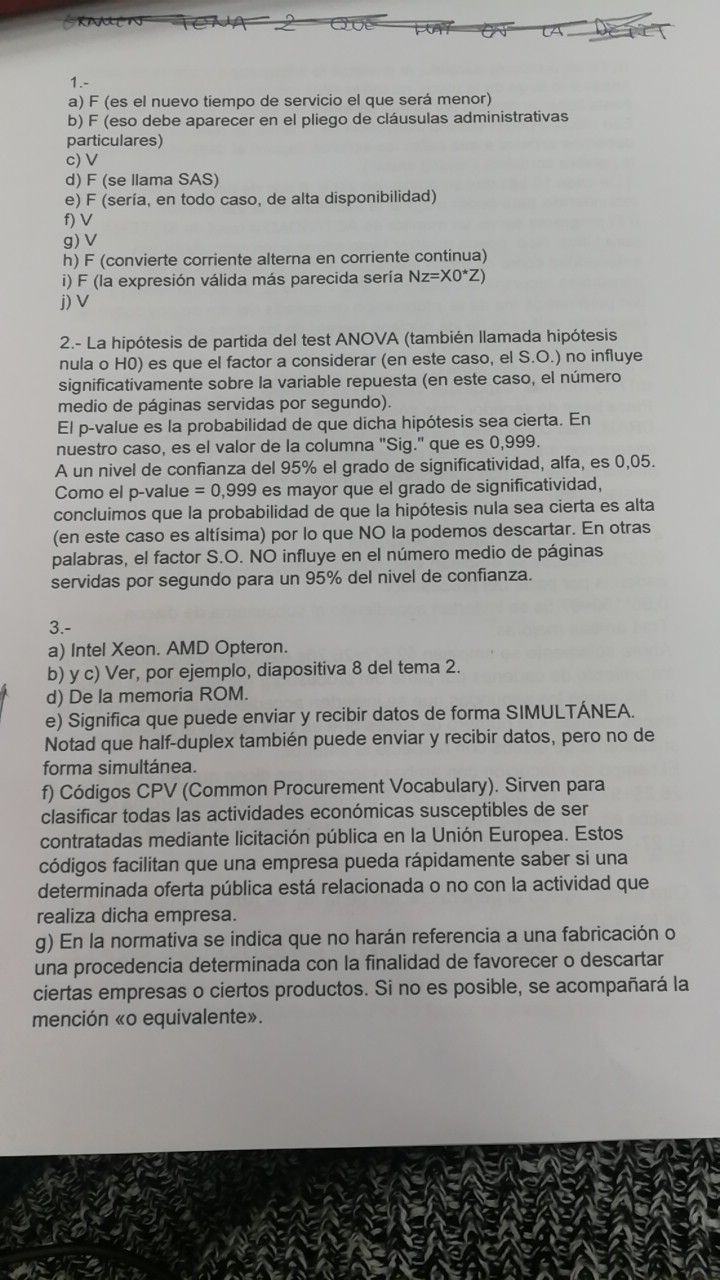 EXAMEN TEMA 2 QUE HAY EN LA DEPIT
1.-
a) F (es el nuevo tiempo de servicio el que será menor)
b) F (eso debe aparecer en el pliego de cláusulas administrativas
particulares)
c) V
d) F (se llama SAS)
e) F (sería, en todo caso, de alta disponibilidad)
f) V
g) V
h) F (convierte corriente alterna en corriente continua)
i) F (la expresión válida más parecida sería Nz=X0*Z)
j) V
2.- La hipótesis de partida del test ANOVA (también llamada hipótesis
nula o H0) es que el factor a considerar (en este caso, el S.O.) no influye
significativamente sobre la variable repuesta (en este caso, el número
medio de páginas servidas por segundo).
El p-value es la probabilidad de que dicha hipótesis sea cierta. En
nuestro caso, es el valor de la columna "Sig." que es 0,999.
A un nivel de confianza del 95% el grado de significatividad, alfa, es 0,05.
Como el p-value = 0,999 es mayor que el grado de significatividad,
concluimos que la probabilidad de que la hipótesis nula sea cierta es alta
(en este caso es altísima) por lo que NO la podemos descartar. En otras
palabras, el factor S.O. NO influye en el número medio de páginas
servidas por segundo para un 95% del nivel de confianza.
3.-
a) Intel Xeon. AMD Opteron.
b) y c) Ver, por ejemplo, diapositiva 8 del tema 2.
d) De la memoria ROM.
e) Significa que puede enviar y recibir datos de forma SIMULTÁNEA.
Notad que half-duplex también puede enviar y recibir datos, pero no de
forma simultánea.
f) Códigos CPV (Common Procurement Vocabulary). Sirven para
clasificar todas las actividades económicas susceptibles de ser
contratadas mediante licitación pública en la Unión Europea. Estos
códigos facilitan que una empresa pueda rápidamente saber si una
determinada oferta pública está relacionada o no con la actividad que
realiza dicha empresa.
g) En la normativa se indica que no harán referencia a una fabricación o
una procedencia determinada con la finalidad de favorecer o descartar
ciertas empresas o ciertos productos. Si no es posible, se acompañará la
mención «o equivalente».